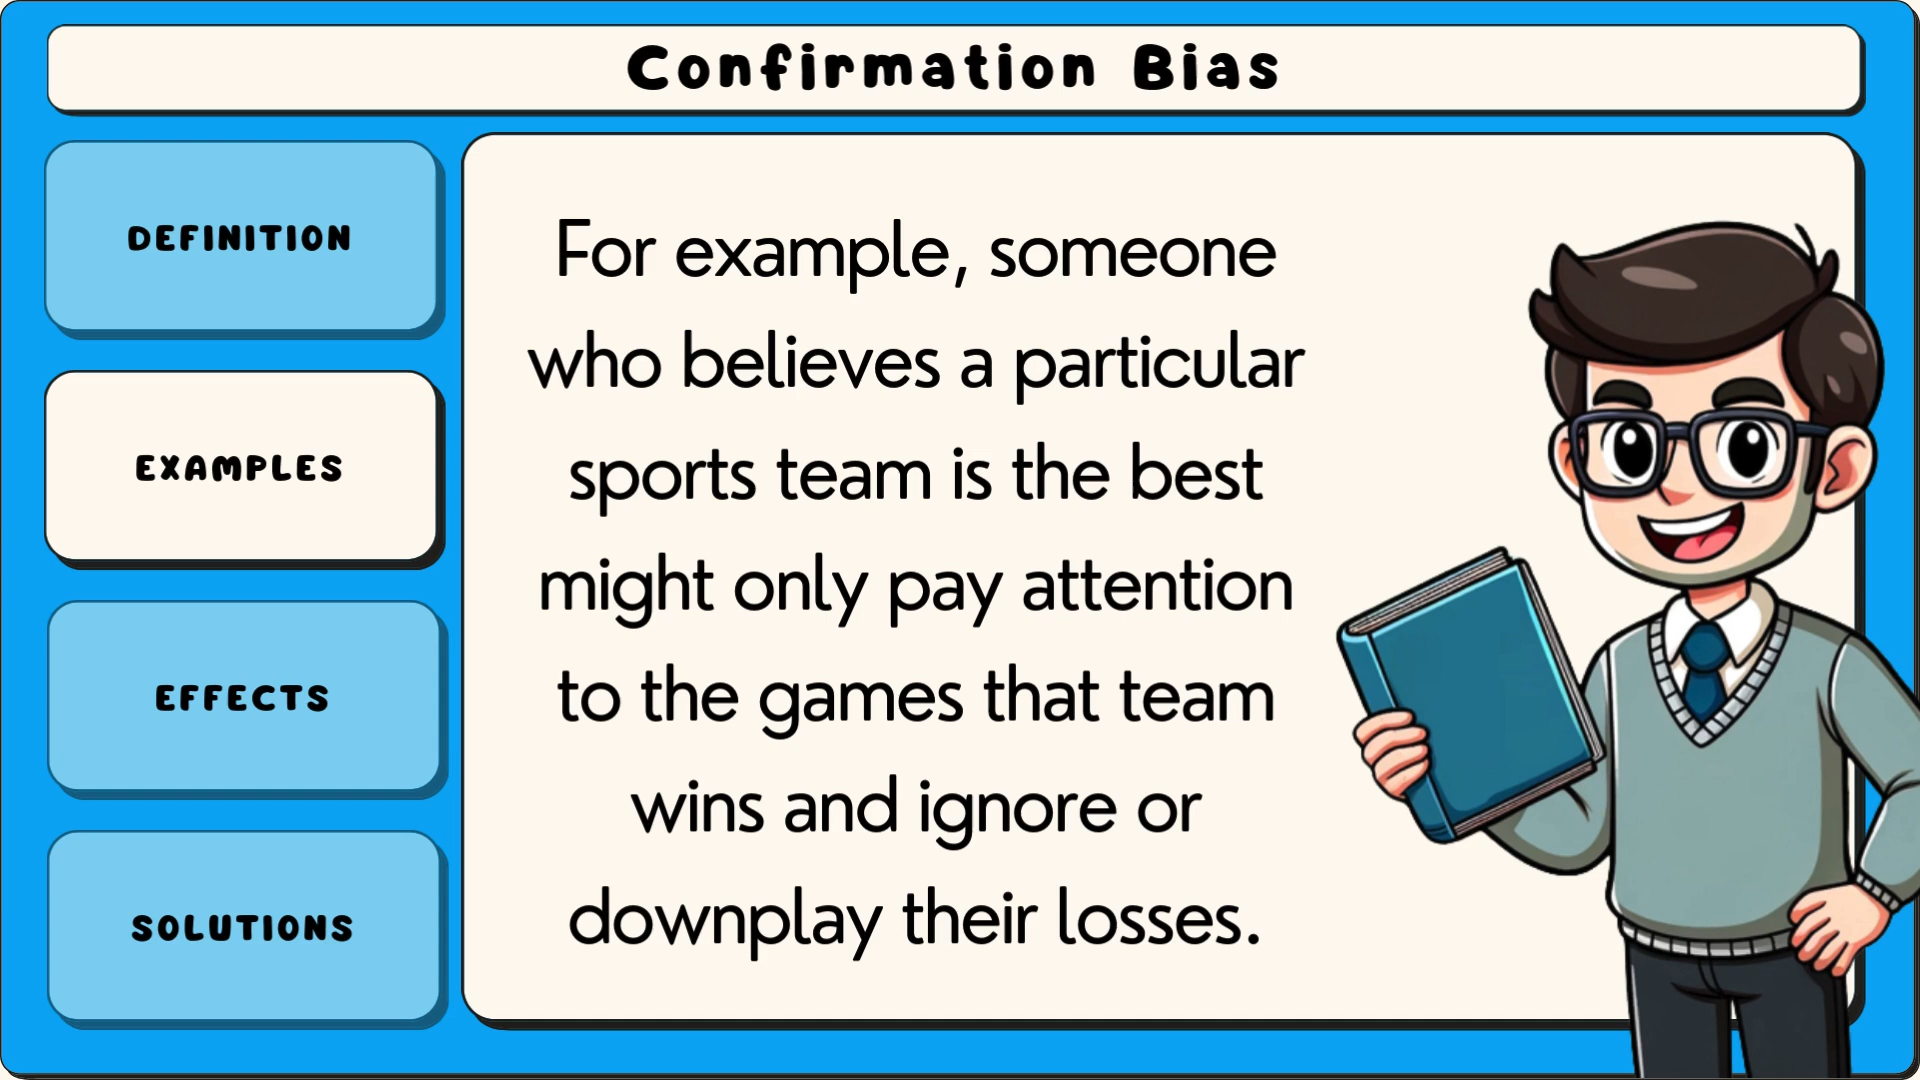 Confirmation Bias
DEFINITION
EXAMPLES
EFFECTS
SOLUTIONS
For example, someone
who believes a particular
sports team is the best
might only pay attention
to the games that team
wins and ignore or
downplay their losses.